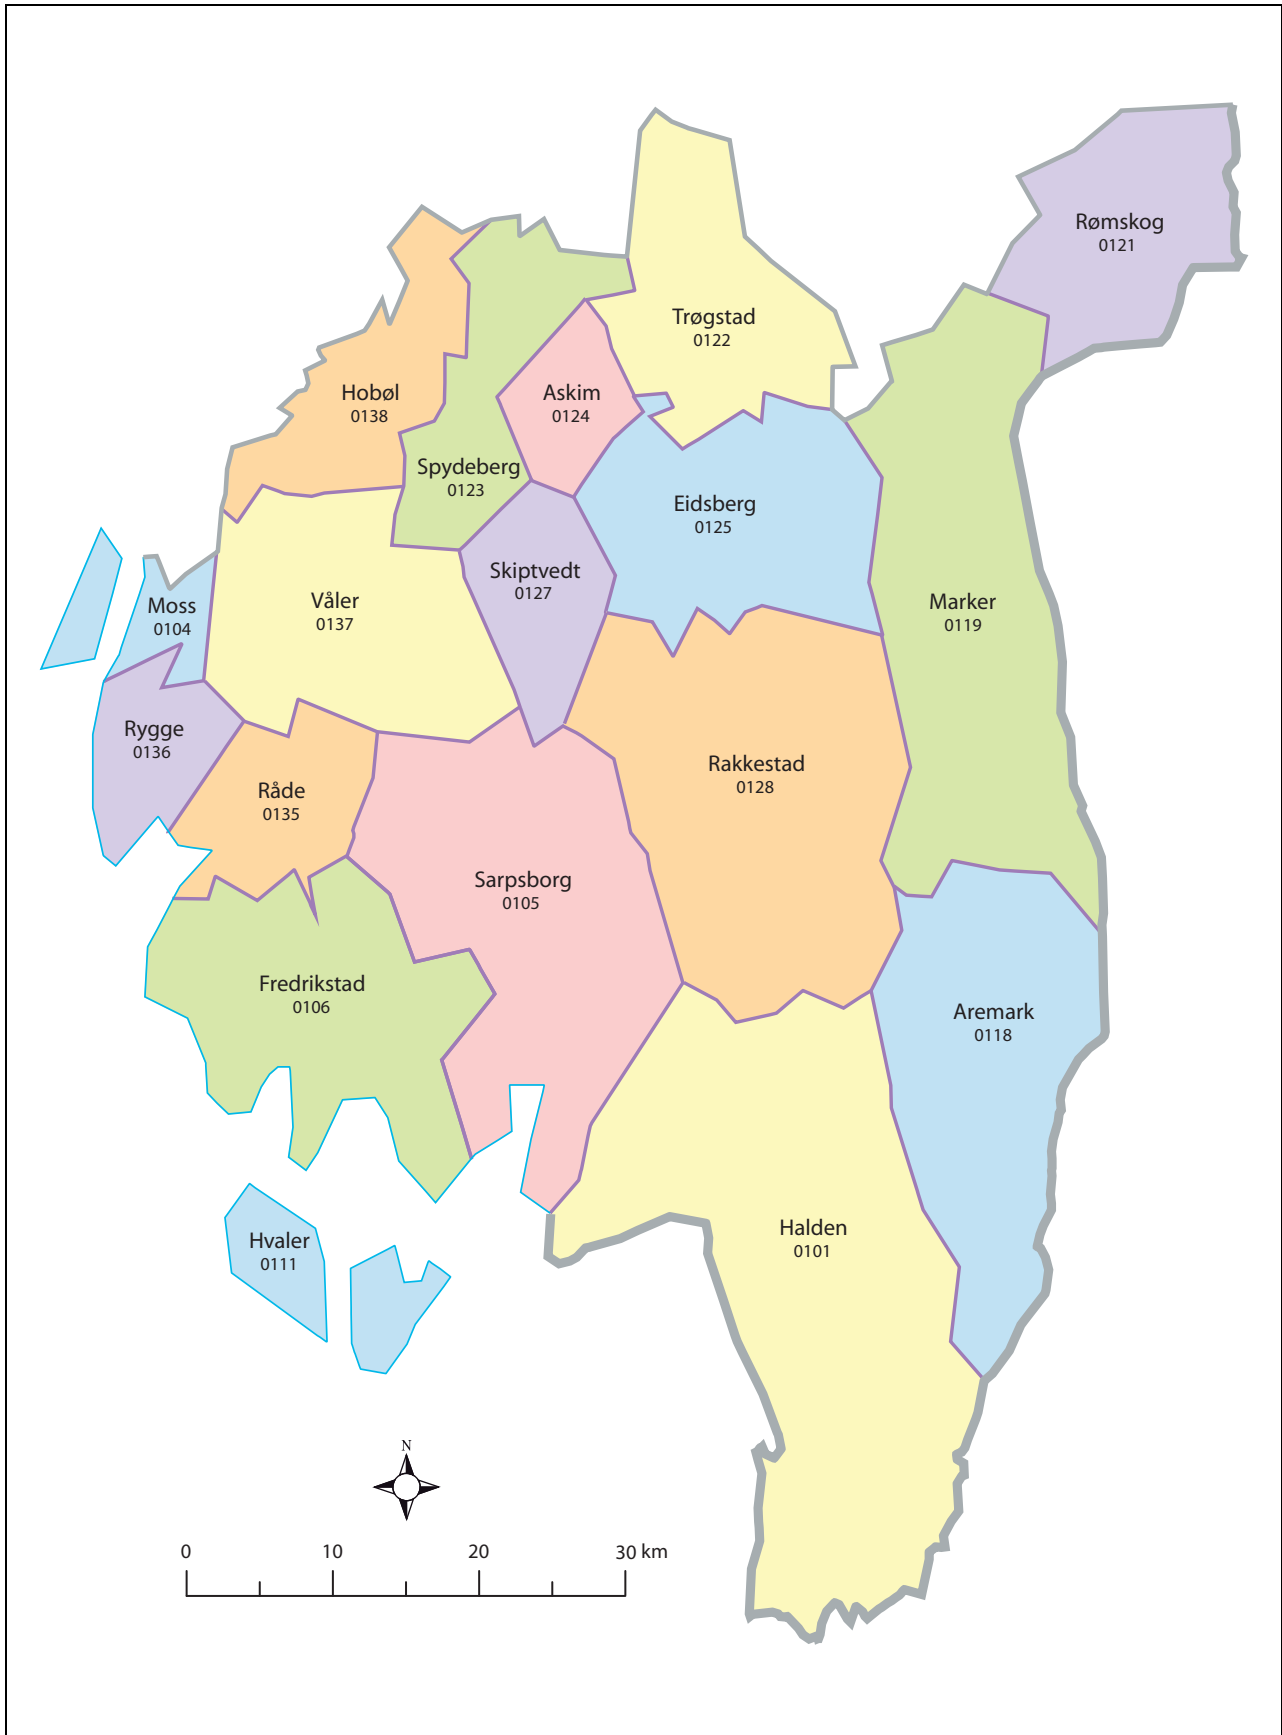 Rømskog
0121
Trøgstad
0122
Hobøl
0138
Askim
0124
Spydeberg
0123
Eidsberg
0125
Skiptvedt
0127
Våler
0137
Marker
0119
Moss
0104
Rygge
0136
Råde
0135
Rakkestad
0128
Sarpsborg
0105
Fredrikstad
0106
Aremark
0118
Halden
0101
Hvaler
0111
N
0 10 20 30 km